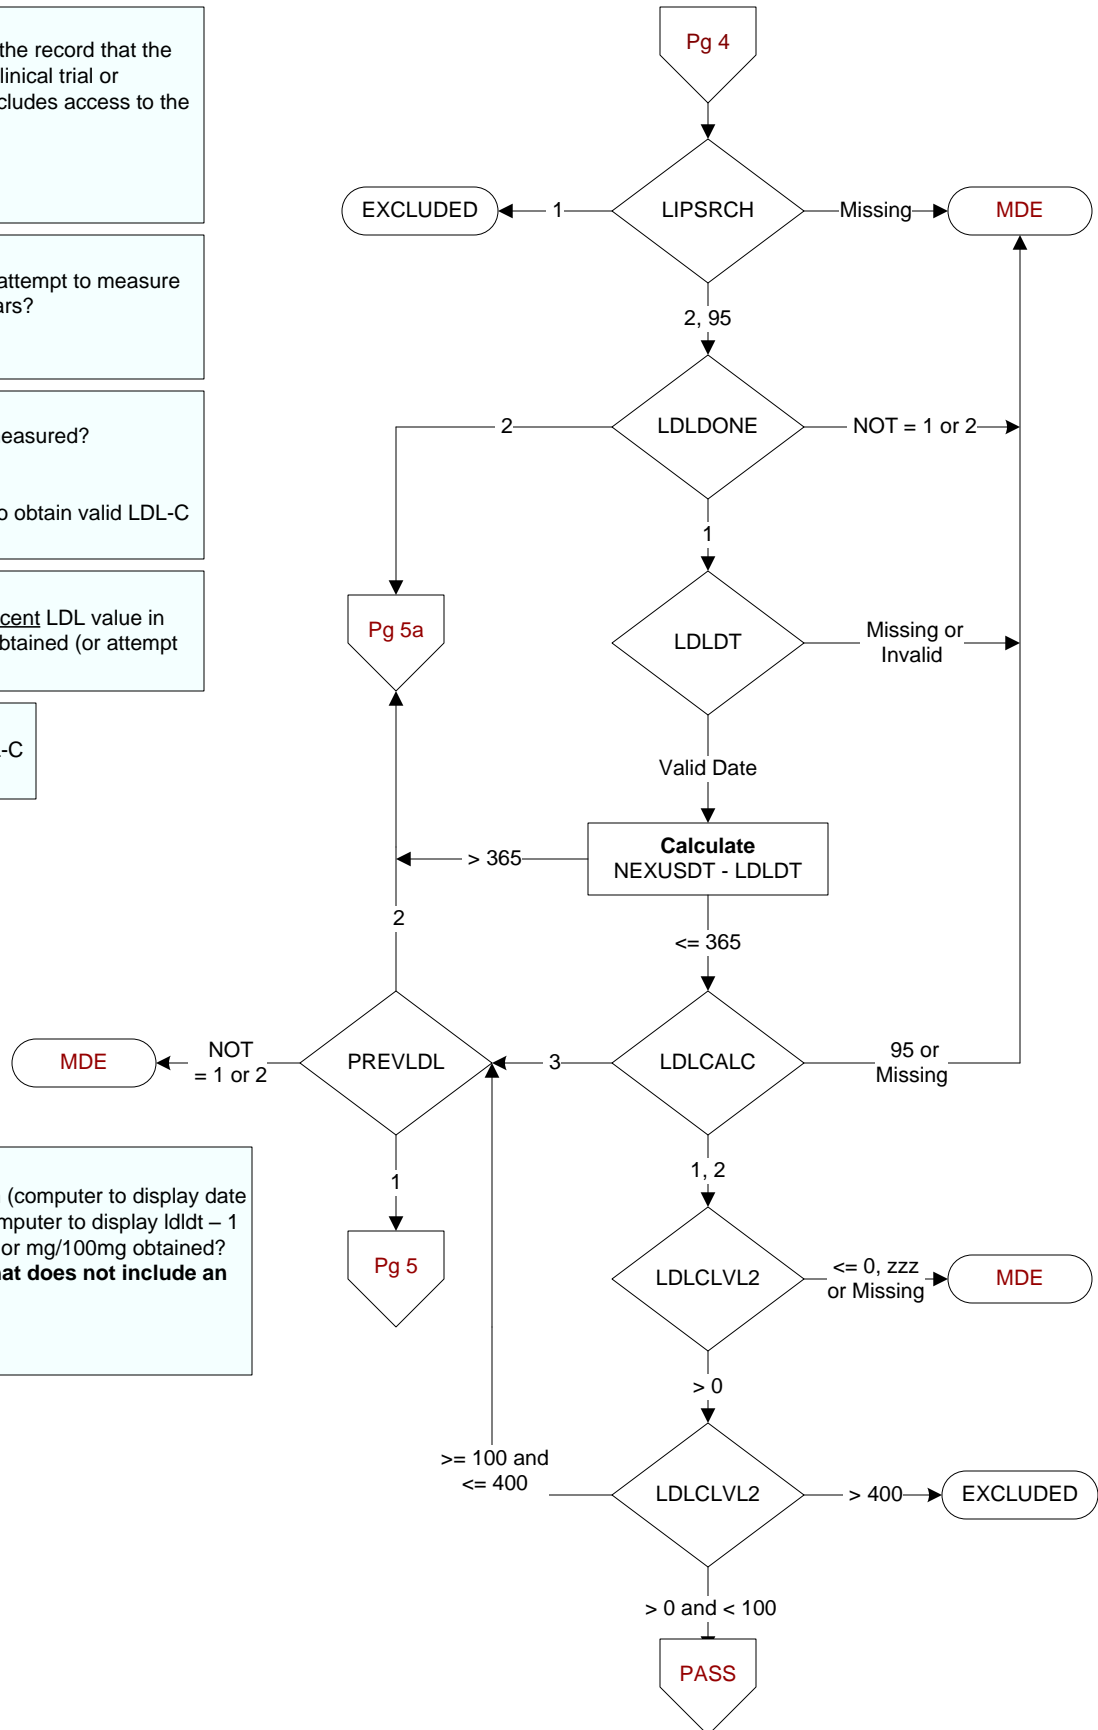 the record that the
linical trial or
cludes access to the
attempt to measure
ars?
easured?
o obtain valid LDL-C
cent LDL value in
btained (or attempt
-C
Pg 4
EXCLUDED
1
LIPSRCH
Missing
MDE
2, 95
2
LDLDONE
NOT = 1 or 2
1
Pg 5a
LDLDT
Missing or
Invalid
Valid Date
> 365
Calculate
NEXUSDT - LDLDT
2
<= 365
MDE
NOT
= 1 or 2
PREVLDL
3
LDLCALC
95 or
Missing
1
1, 2
(computer to display date
mputer to display ldldt – 1
or mg/100mg obtained?
hat does not include an
Pg 5
LDLCLVL2
<= 0, zzz
or Missing
MDE
> 0
>= 100 and
<= 400
LDLCLVL2
> 400
EXCLUDED
> 0 and < 100
PASS